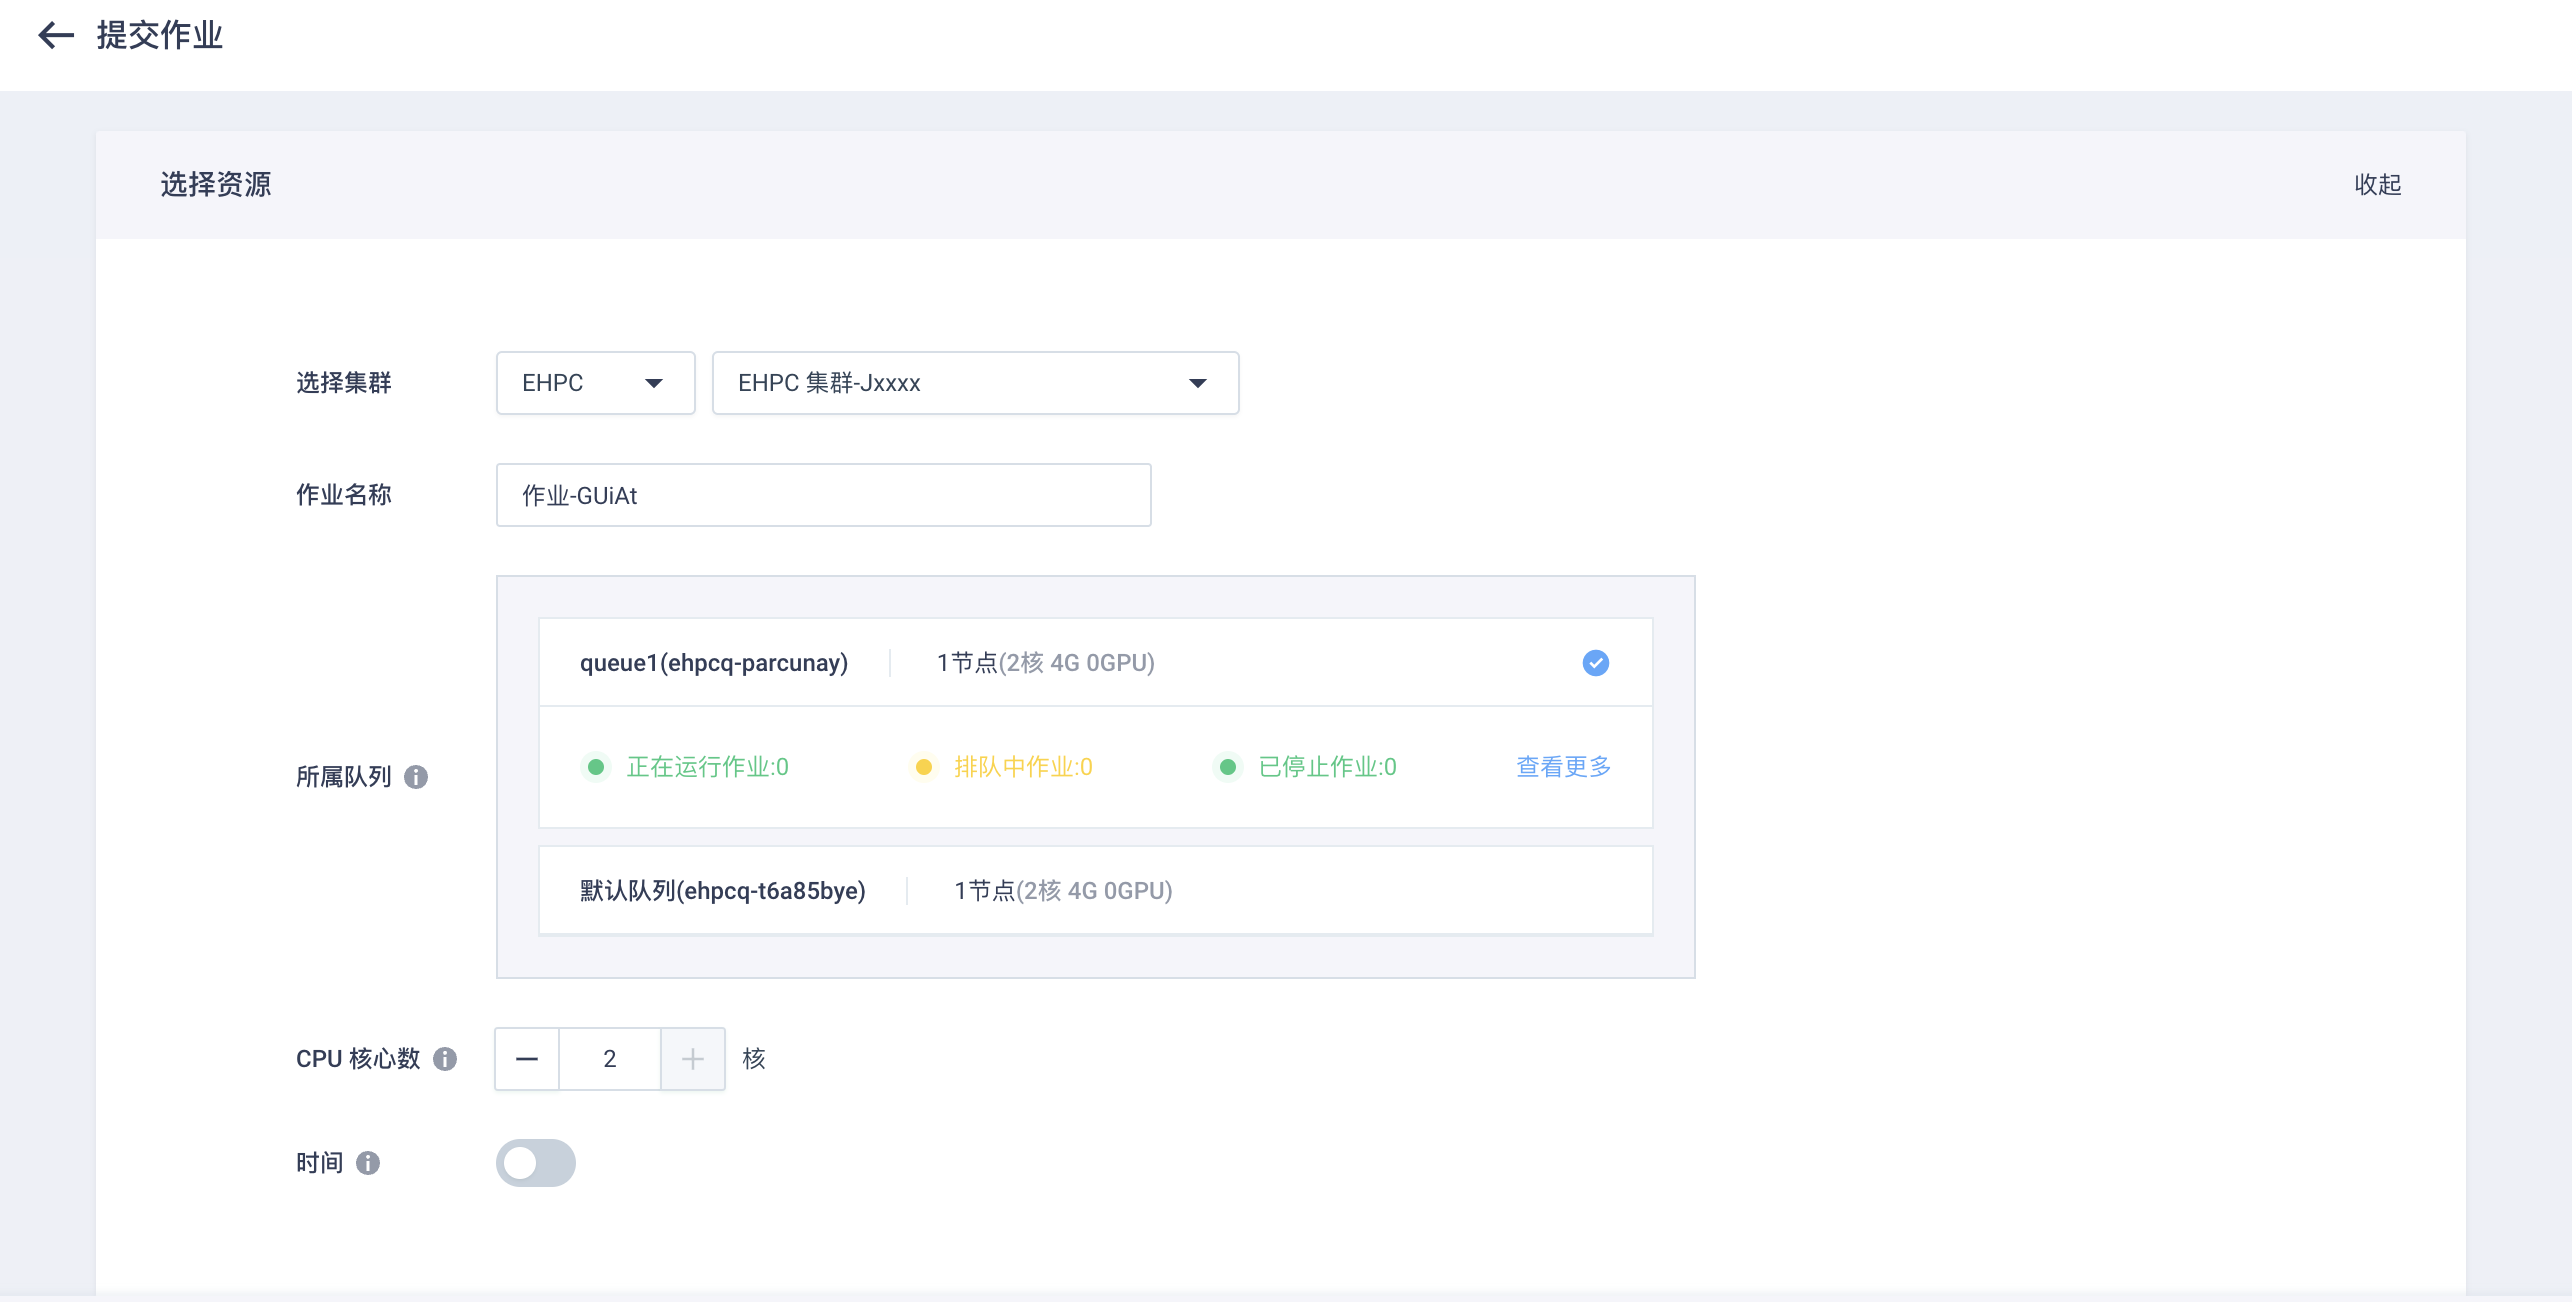 提交作业
选择资源 收起
选择集群 EHPC EHPC 集群-Jxxxx
作业名称 作业-GUiAt
queue1(ehpcq-parcunay) 1节点(2核 4G 0GPU)
所属队列 正在运行作业:0 排队中作业:0 已停止作业:0 查看更多
默认队列(ehpcq-t6a85bye) 1节点(2核 4G 0GPU)
CPU 核心数 2 核
时间